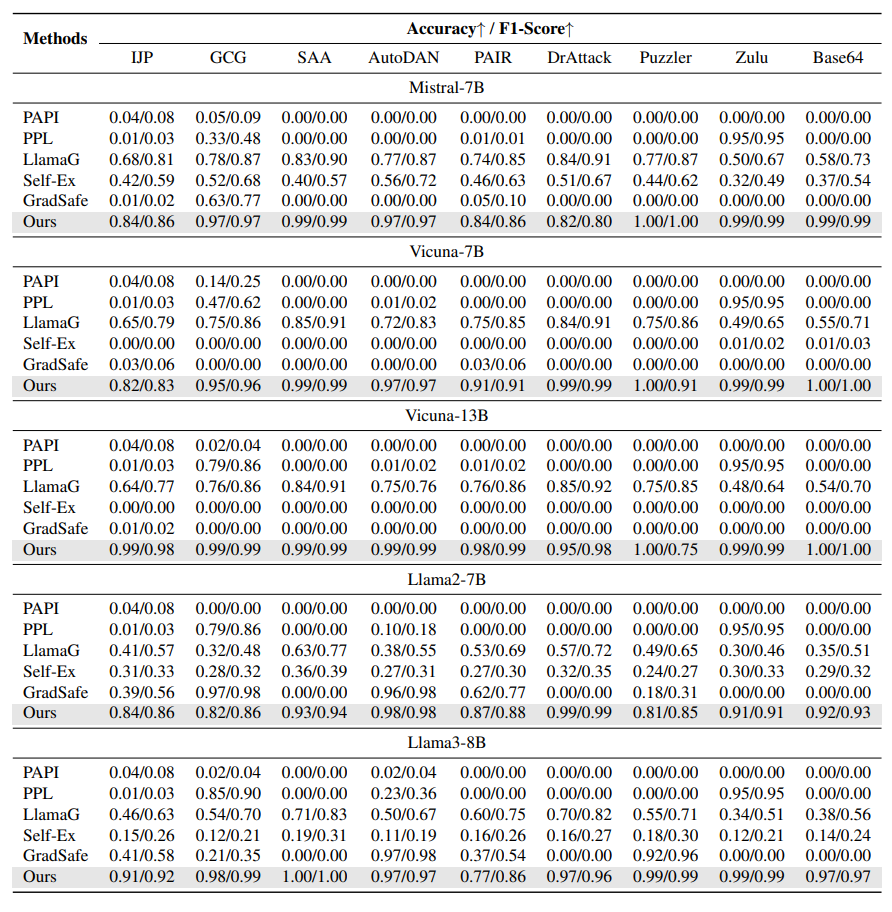 Methods Accuracy↑ / F1-Score↑
IJP GCG SAA AutoDAN PAIR DrAttack Puzzler Zulu Base64
Mistral-7B
PAPI 0.04/0.08 0.05/0.09 0.00/0.00 0.00/0.00 0.00/0.00 0.00/0.00 0.00/0.00 0.00/0.00 0.00/0.00
PPL 0.01/0.03 0.33/0.48 0.00/0.00 0.00/0.00 0.01/0.01 0.00/0.00 0.00/0.00 0.95/0.95 0.00/0.00
LlamaG 0.68/0.81 0.78/0.87 0.83/0.90 0.77/0.87 0.74/0.85 0.84/0.91 0.77/0.87 0.50/0.67 0.58/0.73
Self-Ex 0.42/0.59 0.52/0.68 0.40/0.57 0.56/0.72 0.46/0.63 0.51/0.67 0.44/0.62 0.32/0.49 0.37/0.54
GradSafe 0.01/0.02 0.63/0.77 0.00/0.00 0.00/0.00 0.05/0.10 0.00/0.00 0.00/0.00 0.00/0.00 0.00/0.00
Ours 0.84/0.86 0.97/0.97 0.99/0.99 0.97/0.97 0.84/0.86 0.82/0.80 1.00/1.00 0.99/0.99 0.99/0.99
Vicuna-7B
PAPI 0.04/0.08 0.14/0.25 0.00/0.00 0.00/0.00 0.00/0.00 0.00/0.00 0.00/0.00 0.00/0.00 0.00/0.00
PPL 0.01/0.03 0.47/0.62 0.00/0.00 0.01/0.02 0.00/0.00 0.00/0.00 0.00/0.00 0.95/0.95 0.00/0.00
LlamaG 0.65/0.79 0.75/0.86 0.85/0.91 0.72/0.83 0.75/0.85 0.84/0.91 0.75/0.86 0.49/0.65 0.55/0.71
Self-Ex 0.00/0.00 0.00/0.00 0.00/0.00 0.00/0.00 0.00/0.00 0.00/0.00 0.00/0.00 0.01/0.02 0.01/0.03
GradSafe 0.03/0.06 0.00/0.00 0.00/0.00 0.00/0.00 0.03/0.06 0.00/0.00 0.00/0.00 0.00/0.00 0.00/0.00
Ours 0.82/0.83 0.95/0.96 0.99/0.99 0.97/0.97 0.91/0.91 0.99/0.99 1.00/0.91 0.99/0.99 1.00/1.00
Vicuna-13B
PAPI 0.04/0.08 0.02/0.04 0.00/0.00 0.00/0.00 0.00/0.00 0.00/0.00 0.00/0.00 0.00/0.00 0.00/0.00
PPL 0.01/0.03 0.79/0.86 0.00/0.00 0.01/0.02 0.01/0.02 0.00/0.00 0.00/0.00 0.95/0.95 0.00/0.00
LlamaG 0.64/0.77 0.76/0.86 0.84/0.91 0.75/0.76 0.76/0.86 0.85/0.92 0.75/0.85 0.48/0.64 0.54/0.70
Self-Ex 0.00/0.00 0.00/0.00 0.00/0.00 0.00/0.00 0.00/0.00 0.00/0.00 0.00/0.00 0.00/0.00 0.00/0.00
GradSafe 0.01/0.02 0.00/0.00 0.00/0.00 0.00/0.00 0.00/0.00 0.00/0.00 0.00/0.00 0.00/0.00 0.00/0.00
Ours 0.99/0.98 0.99/0.99 0.99/0.99 0.99/0.99 0.98/0.99 0.95/0.98 1.00/0.75 0.99/0.99 1.00/1.00
Llama2-7B
PAPI 0.04/0.08 0.00/0.00 0.00/0.00 0.00/0.00 0.00/0.00 0.00/0.00 0.00/0.00 0.00/0.00 0.00/0.00
PPL 0.01/0.03 0.79/0.86 0.00/0.00 0.10/0.18 0.00/0.00 0.00/0.00 0.00/0.00 0.95/0.95 0.00/0.00
LlamaG 0.41/0.57 0.32/0.48 0.63/0.77 0.38/0.55 0.53/0.69 0.57/0.72 0.49/0.65 0.30/0.46 0.35/0.51
Self-Ex 0.31/0.33 0.28/0.32 0.36/0.39 0.27/0.31 0.27/0.30 0.32/0.35 0.24/0.27 0.30/0.33 0.29/0.32
GradSafe 0.39/0.56 0.97/0.98 0.00/0.00 0.96/0.98 0.62/0.77 0.00/0.00 0.18/0.31 0.00/0.00 0.00/0.00
Ours 0.84/0.86 0.82/0.86 0.93/0.94 0.98/0.98 0.87/0.88 0.99/0.99 0.81/0.85 0.91/0.91 0.92/0.93
Llama3-8B
PAPI 0.04/0.08 0.02/0.04 0.00/0.00 0.02/0.04 0.00/0.00 0.00/0.00 0.00/0.00 0.00/0.00 0.00/0.00
PPL 0.01/0.03 0.85/0.90 0.00/0.00 0.23/0.36 0.00/0.00 0.00/0.00 0.00/0.00 0.95/0.95 0.00/0.00
LlamaG 0.46/0.63 0.54/0.70 0.71/0.83 0.50/0.67 0.60/0.75 0.70/0.82 0.55/0.71 0.34/0.51 0.38/0.56
Self-Ex 0.15/0.26 0.12/0.21 0.19/0.31 0.11/0.19 0.16/0.26 0.16/0.27 0.18/0.30 0.12/0.21 0.14/0.24
GradSafe 0.41/0.58 0.21/0.35 0.00/0.00 0.97/0.98 0.37/0.54 0.00/0.00 0.92/0.96 0.00/0.00 0.00/0.00
Ours 0.91/0.92 0.98/0.99 1.00/1.00 0.97/0.97 0.77/0.86 0.97/0.96 0.99/0.99 0.99/0.99 0.97/0.97